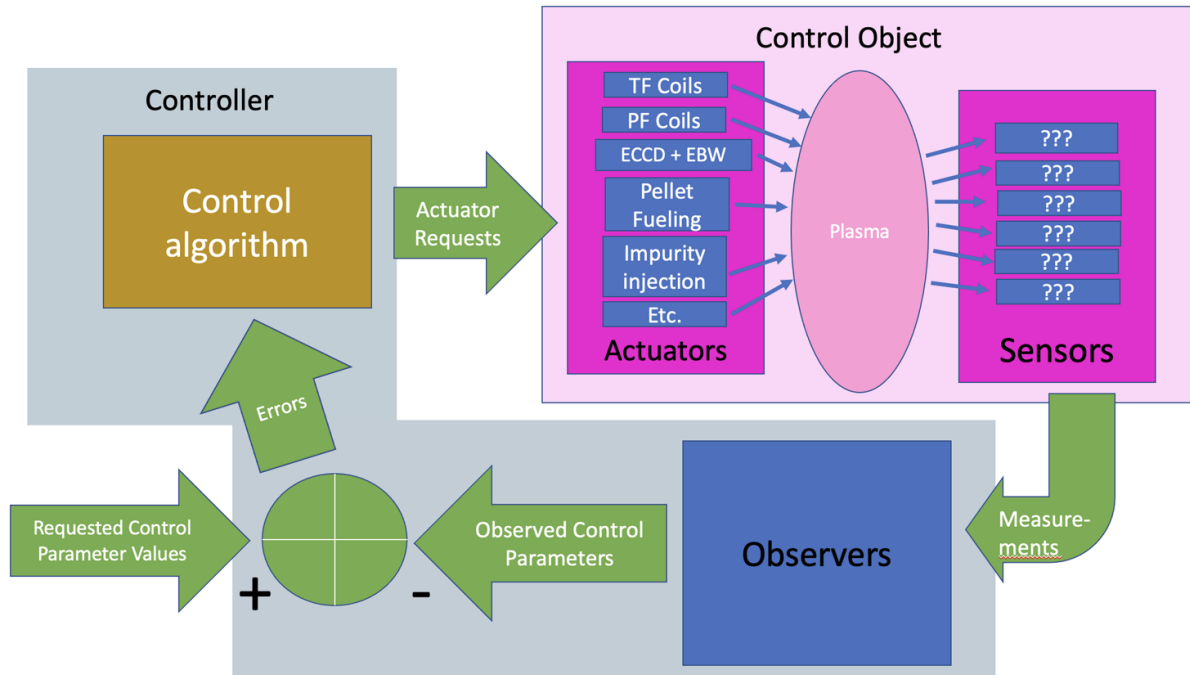 Control Object
Controller
TF Coils
PF Coils
ECCD + EBW
Pellet
Fueling
Impurity
injection
Etc.
Actuators
Plasma
???
???
???
???
???
???
Sensors
Control
algorithm
Actuator
Requests
Errors
Requested Control
Parameter Values
+
-
Observed Control
Parameters
Observers
Measure-
ments